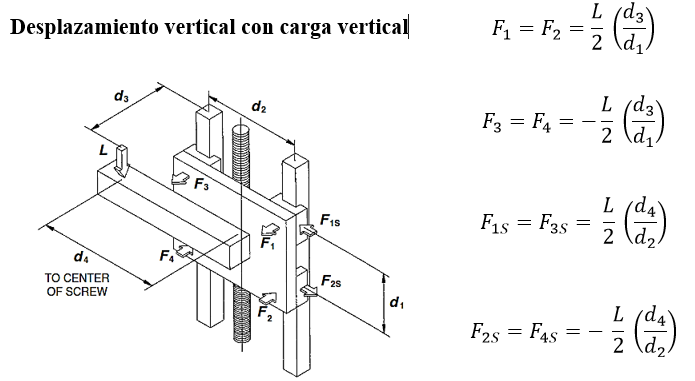 Desplazamiento vertical con carga vertical
F₁ = F₂ = L/2 (d₃/d₁)
d₃
d₂
F₃ = F₄ = − L/2 (d₃/d₁)
L
F₃
F₁S
F₁
F₁S = F₃S = L/2 (d₄/d₂)
d₄
F₄
TO CENTER
OF SCREW
F₂S
F₂
d₁
F₂S = F₄S = − L/2 (d₄/d₂)